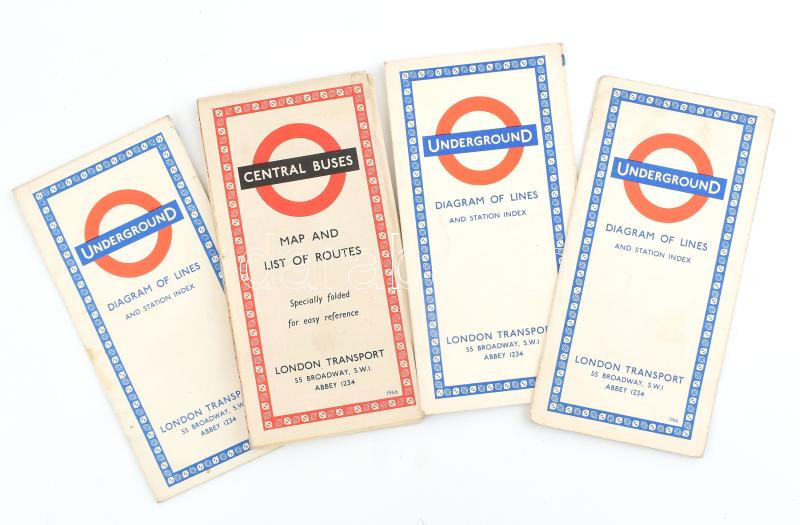 UNDERGROUND
DIAGRAM OF LINES
AND STATION INDEX
LONDON TRANSPORT
55 BROADWAY, S.W.
ABBEY 1234
CENTRAL BUSES
MAP AND
LIST OF ROUTES
Specially folded
for easy reference
LONDON TRANSPORT
55 BROADWAY, S.W.1
ABBEY 1234
1966
UNDERGROUND
DIAGRAM OF LINES
AND STATION INDEX
LONDON TRANSPO
55 BROADWAY, S.W.1
ABBEY 1234
UNDERGROUND
DIAGRAM OF LINES
AND STATION INDEX
LONDON TRANSPORT
55 BROADWAY, S.W.1
ABBEY 1234
1966